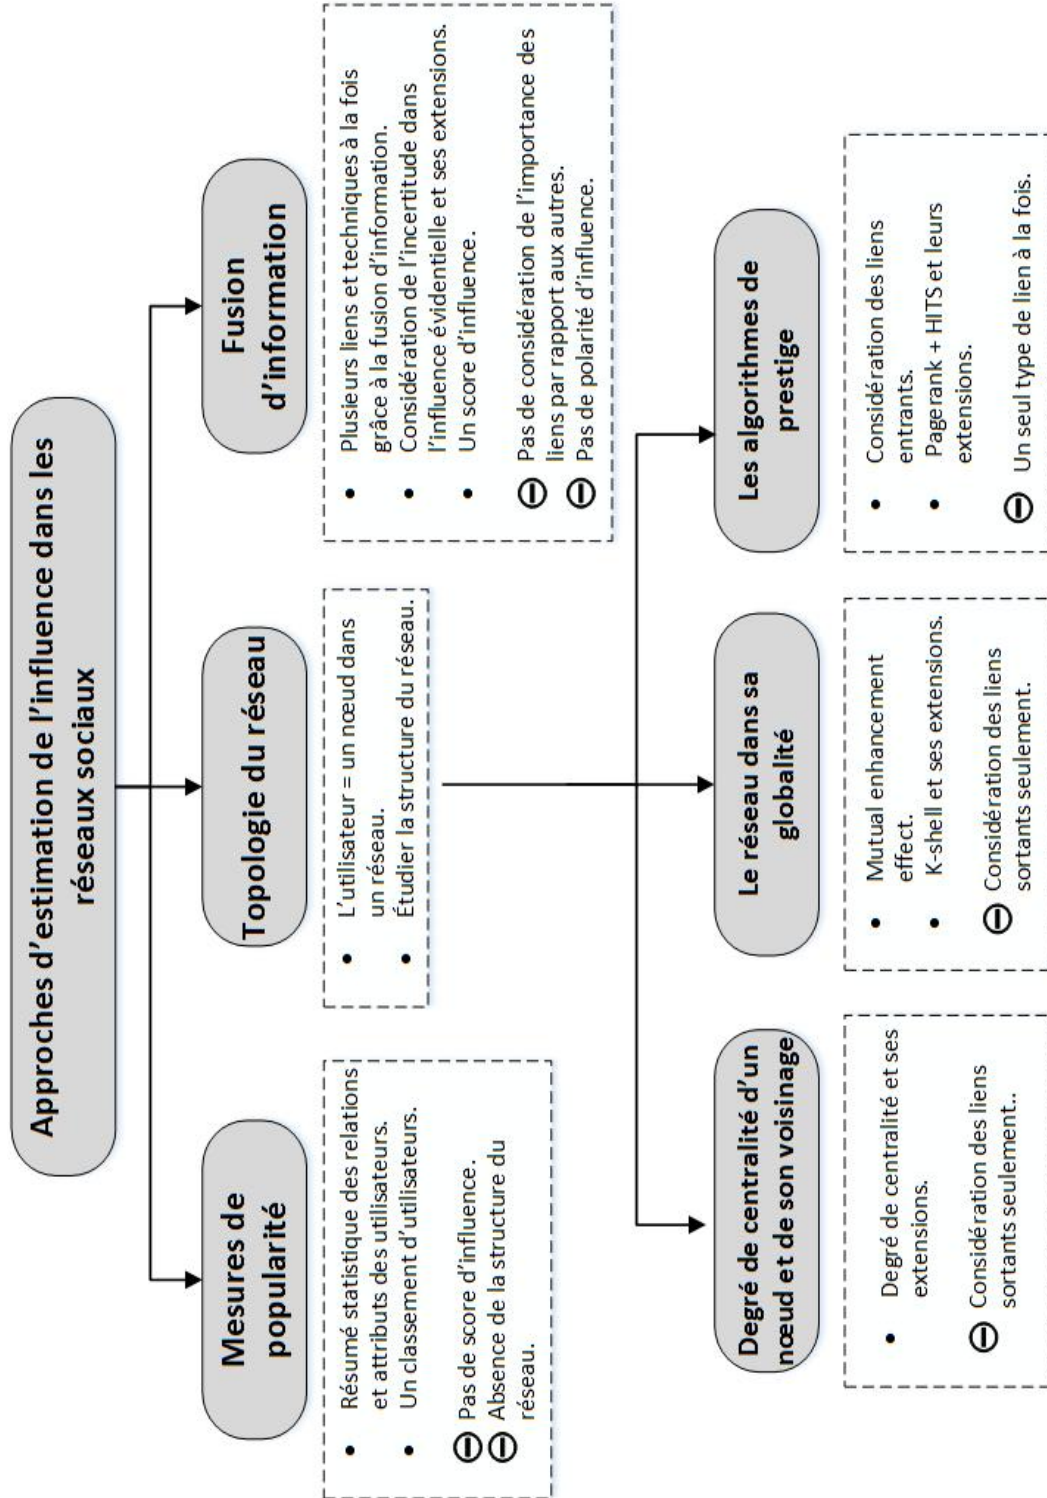 Approches d'estimation de l'influence dans les
réseaux sociaux
Mesures de
popularité
• Résumé statistique des relations
et attributs des utilisateurs.
• Un classement d'utilisateurs.
⊖ Pas de score d'influence.
⊖ Absence de la structure du
réseau.
Topologie du réseau
• L'utilisateur = un nœud dans
un réseau.
• Étudier la structure du réseau.
Fusion
d'information
• Plusieurs liens et techniques à la fois
grâce à la fusion d'information.
• Considération de l'incertitude dans
l'influence évidentielle et ses extensions.
• Un score d'influence.
⊖ Pas de considération de l'importance des
liens par rapport aux autres.
⊖ Pas de polarité d'influence.
Degré de centralité d'un
nœud et de son voisinage
• Degré de centralité et ses
extensions.
⊖ Considération des liens
sortants seulement..
Le réseau dans sa
globalité
• Mutual enhancement
effect.
• K-shell et ses extensions.
⊖ Considération des liens
sortants seulement.
Les algorithmes de
prestige
• Considération des liens
entrants.
• Pagerank + HITS et leurs
extensions.
⊖ Un seul type de lien à la fois.